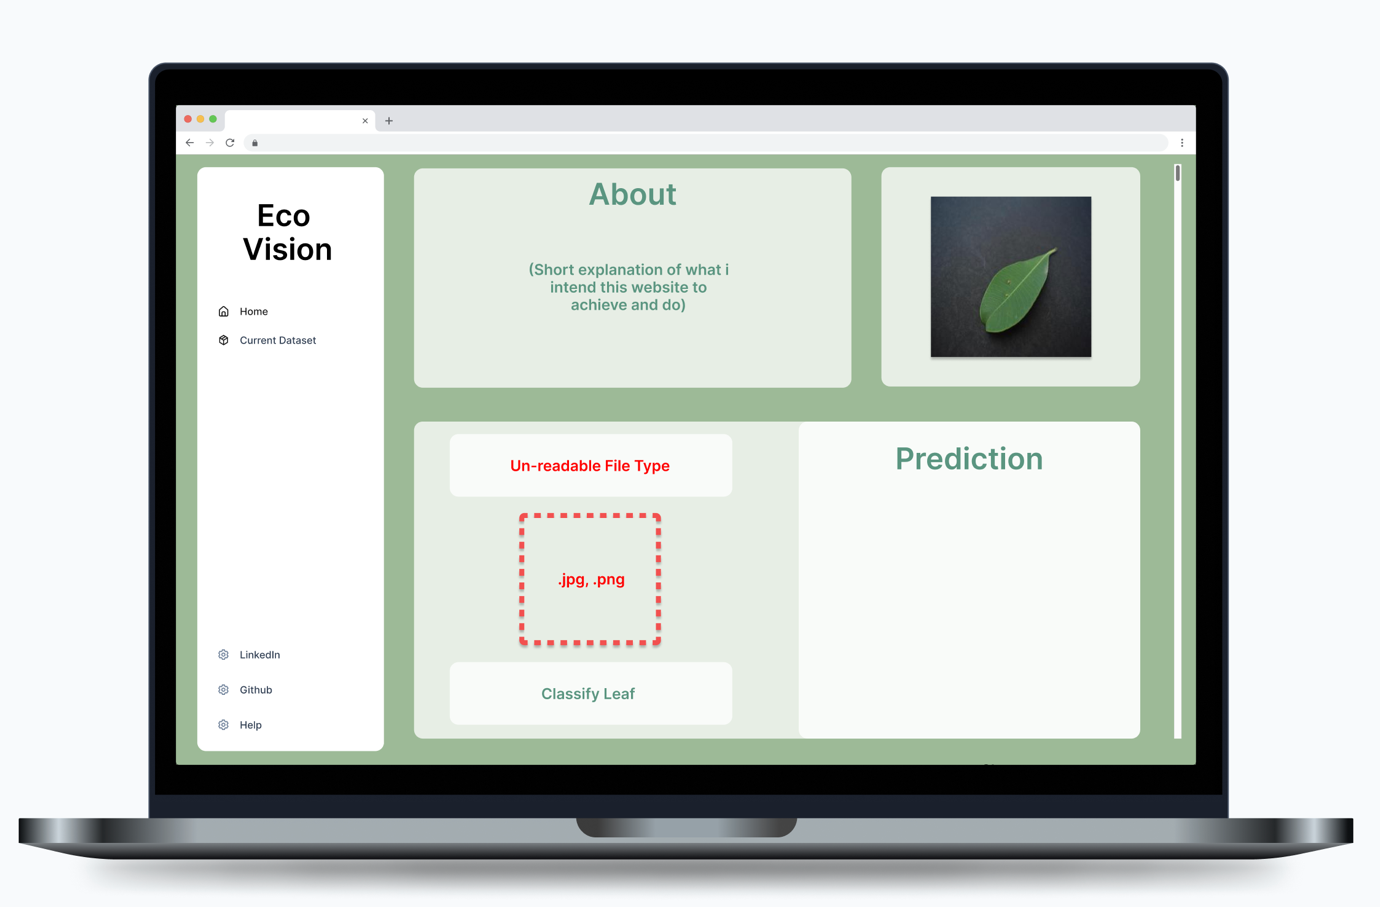 Eco
Vision
Home
Current Dataset
LinkedIn
Github
Help
About
(Short explanation of what i
intend this website to
achieve and do)
Un-readable File Type
.jpg, .png
Classify Leaf
Prediction